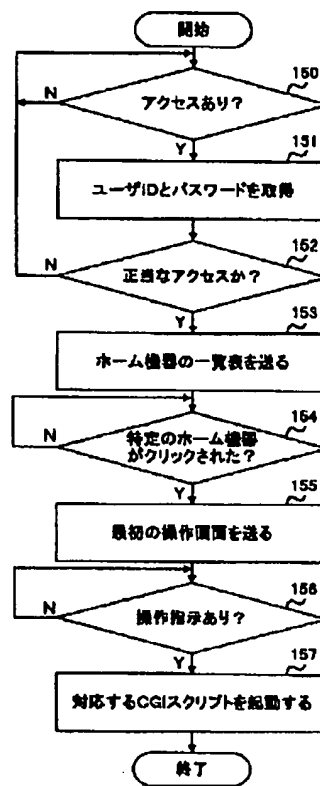 開始
150
アクセスあり?
N
Y
151
ユーザIDとパスワードを取得
152
正当なアクセスか?
N
Y
153
ホーム機器の一覧表を送る
154
特定のホーム機器
がクリックされた?
N
Y
155
最初の操作画面を送る
156
操作指示あり?
N
Y
157
対応するCGIスクリプトを起動する
終了